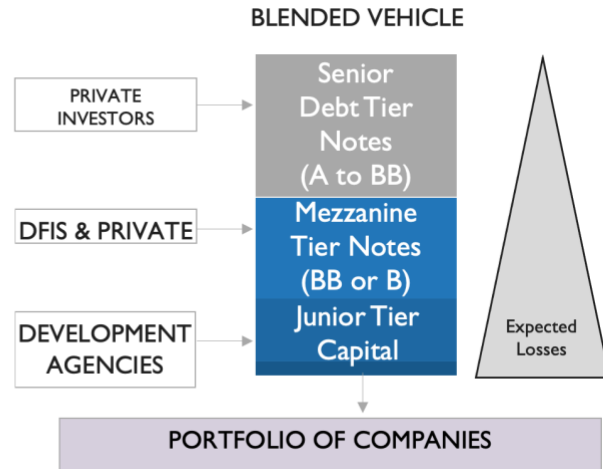 BLENDED VEHICLE
PRIVATE
INVESTORS
Senior
Debt Tier
Notes
(A to BB)
DFIS & PRIVATE
Mezzanine
Tier Notes
(BB or B)
DEVELOPMENT
AGENCIES
Junior Tier
Capital
Expected
Losses
PORTFOLIO OF COMPANIES